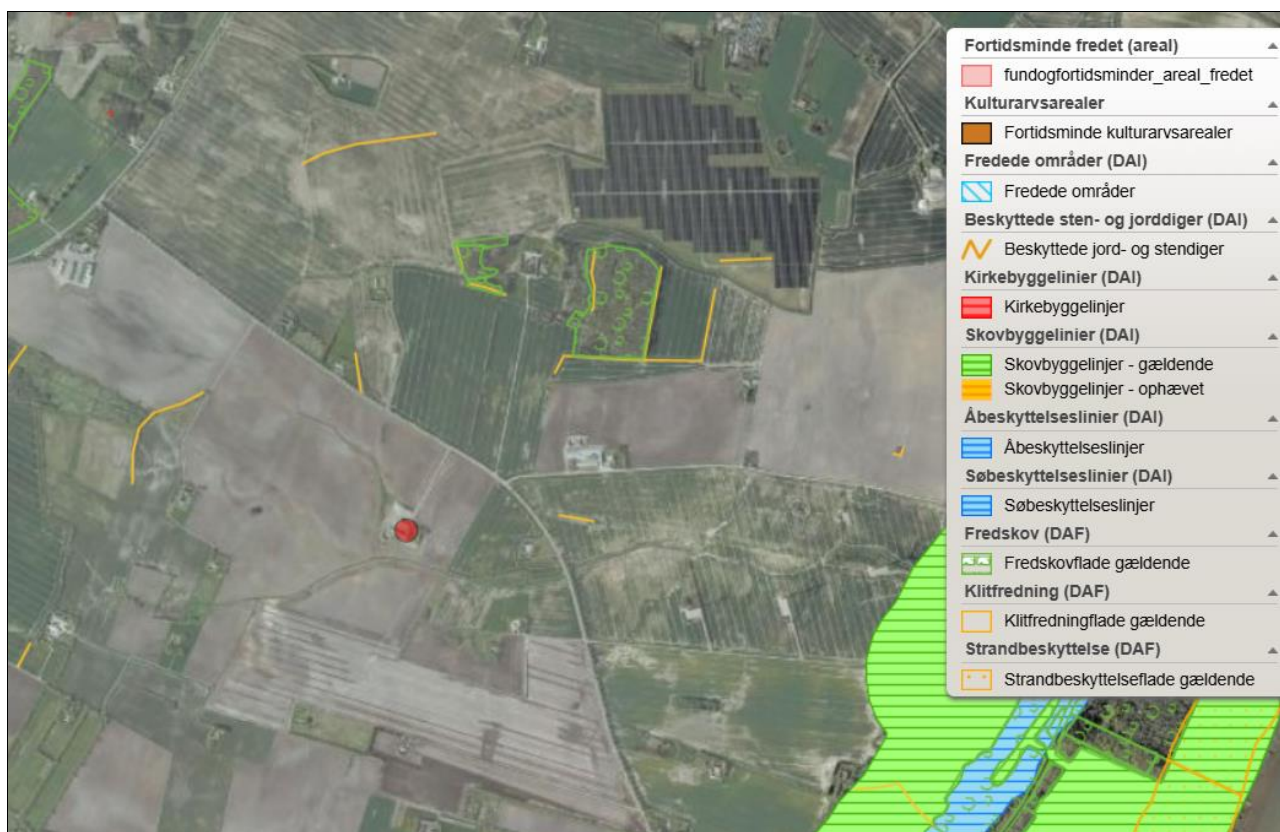 Fortidsminde fredet (areal)
fundogfortidsminder_areal_fredet
Kulturarvsarealer
Fortidsminde kulturarvsarealer
Fredede områder (DAI)
Fredede områder
Beskyttede sten- og jorddiger (DAI)
Beskyttede jord- og stendiger
Kirkebyggelinier (DAI)
Kirkebyggelinjer
Skovbyggelinier (DAI)
Skovbyggelinjer - gældende
Skovbyggelinjer - ophævet
Åbeskyttelseslinier (DAI)
Åbeskyttelseslinjer
Søbeskyttelseslinier (DAI)
Søbeskyttelseslinjer
Fredskov (DAF)
Fredskovflade gældende
Klitfredning (DAF)
Klitfredningflade gældende
Strandbeskyttelse (DAF)
Strandbeskyttelseflade gældende